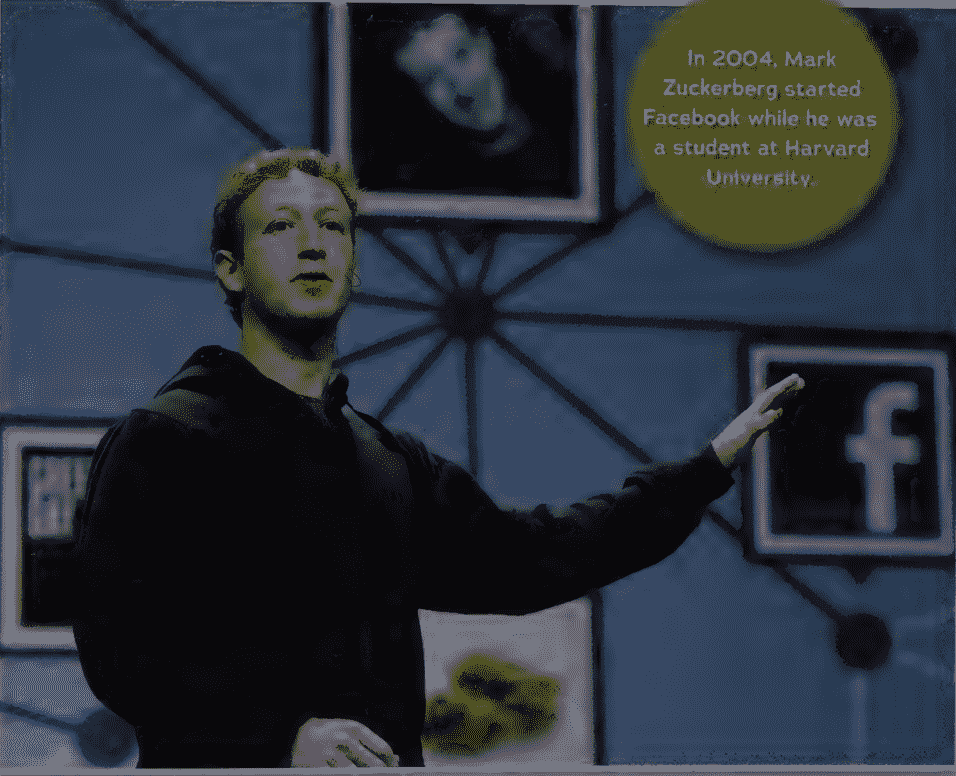 In 2004, Mark
Zuckerberg started
Facebook while he was
a student at Harvard
University.
f